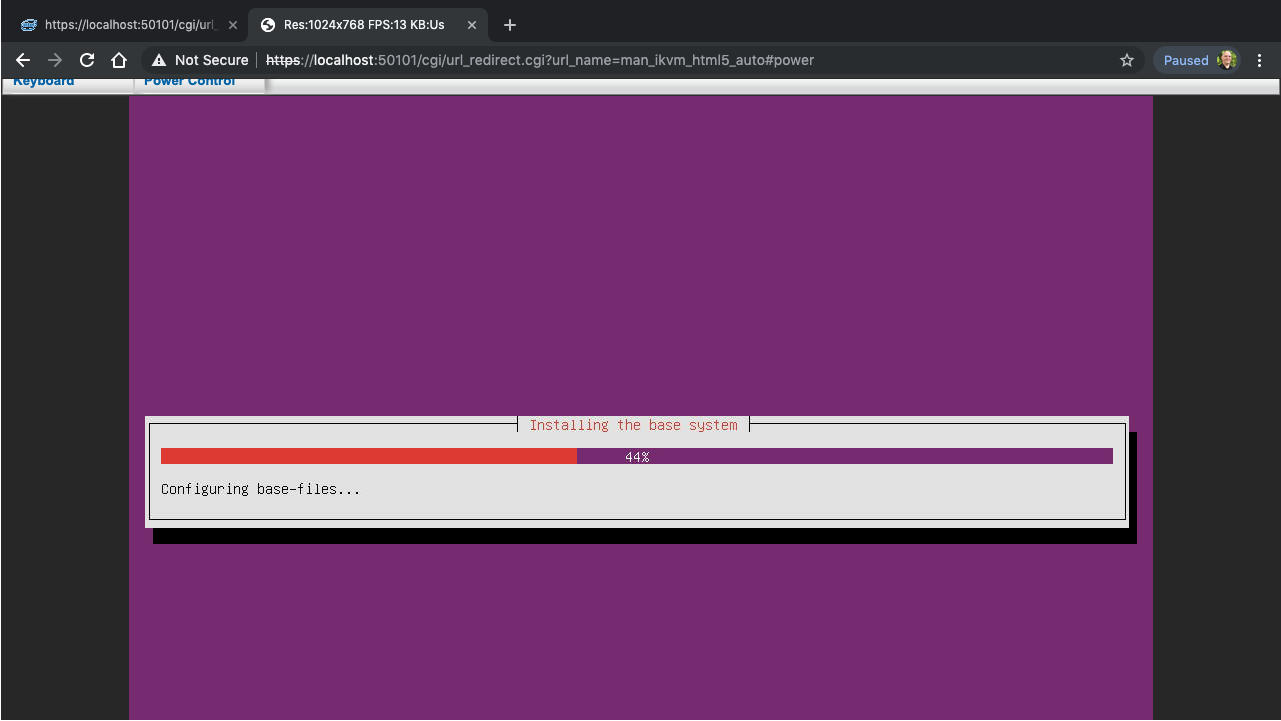 https://localhost:50101/cgi/url_
Res:1024x768 FPS:13 KB:Us
Not Secure
https://localhost:50101/cgi/url_redirect.cgi?url_name=man_ikvm_html5_auto#power
Paused
Keyboard
Power Control
Installing the base system
44%
Configuring base-files...